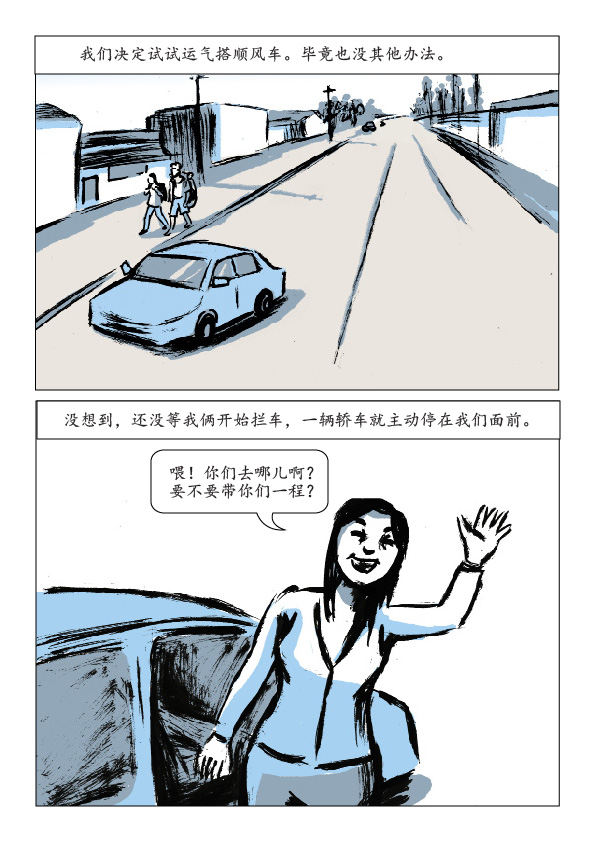 我们决定试试运气搭顺风车。毕竟也没其他办法。
没想到，还没等我俩开始拦车，一辆轿车就主动停在我们面前。
喂！你们去哪儿啊？
要不要带你们一程？